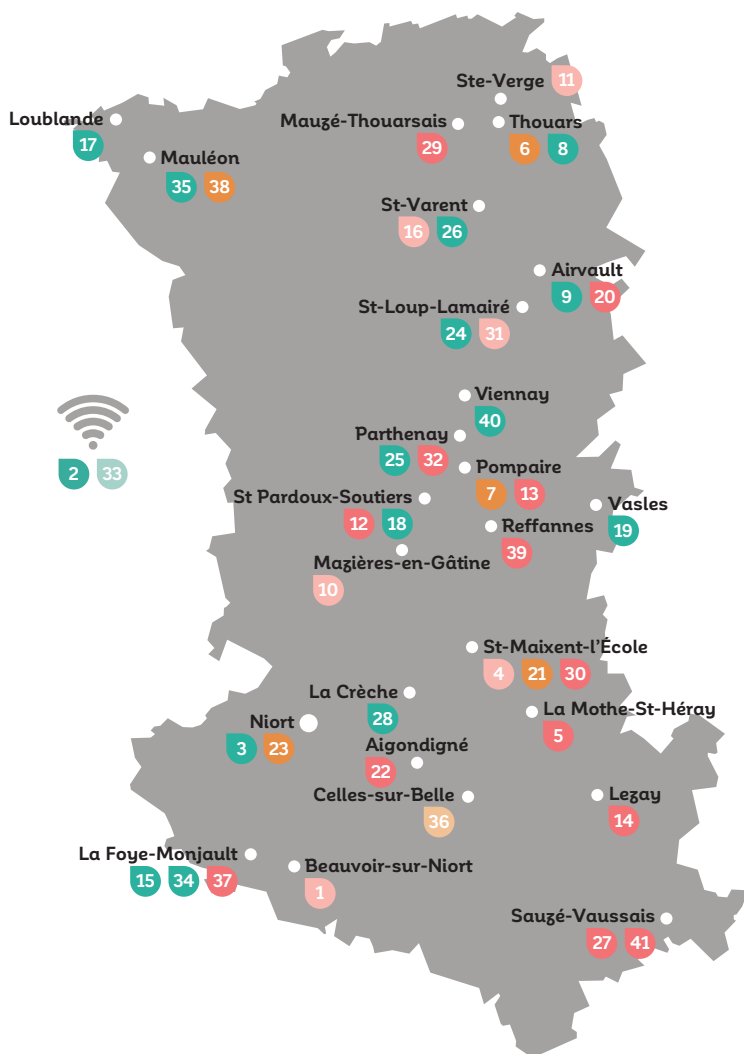 Ste-Verge 11
Loublande
17
Mauzé-Thouarsais
29
Thouars
6 8
Mauléon
35 38
St-Varent
16 26
Airvault
9 20
St-Loup-Lamairé
24 31
Viennay
40
2 33
Parthenay
25 32
Pompaire
7 13
St Pardoux-Soutiers
12 18
Vasles
19
Reffannes
39
Mazières-en-Gâtine
10
St-Maixent-l'École
4 21 30
La Crèche
28
La Mothe-St-Héray
5
Niort
3 23
Aigondigné
22
Celles-sur-Belle
36
Lezay
14
La Foye-Monjault
15 34 37
Beauvoir-sur-Niort
1
Sauzé-Vaussais
27 41